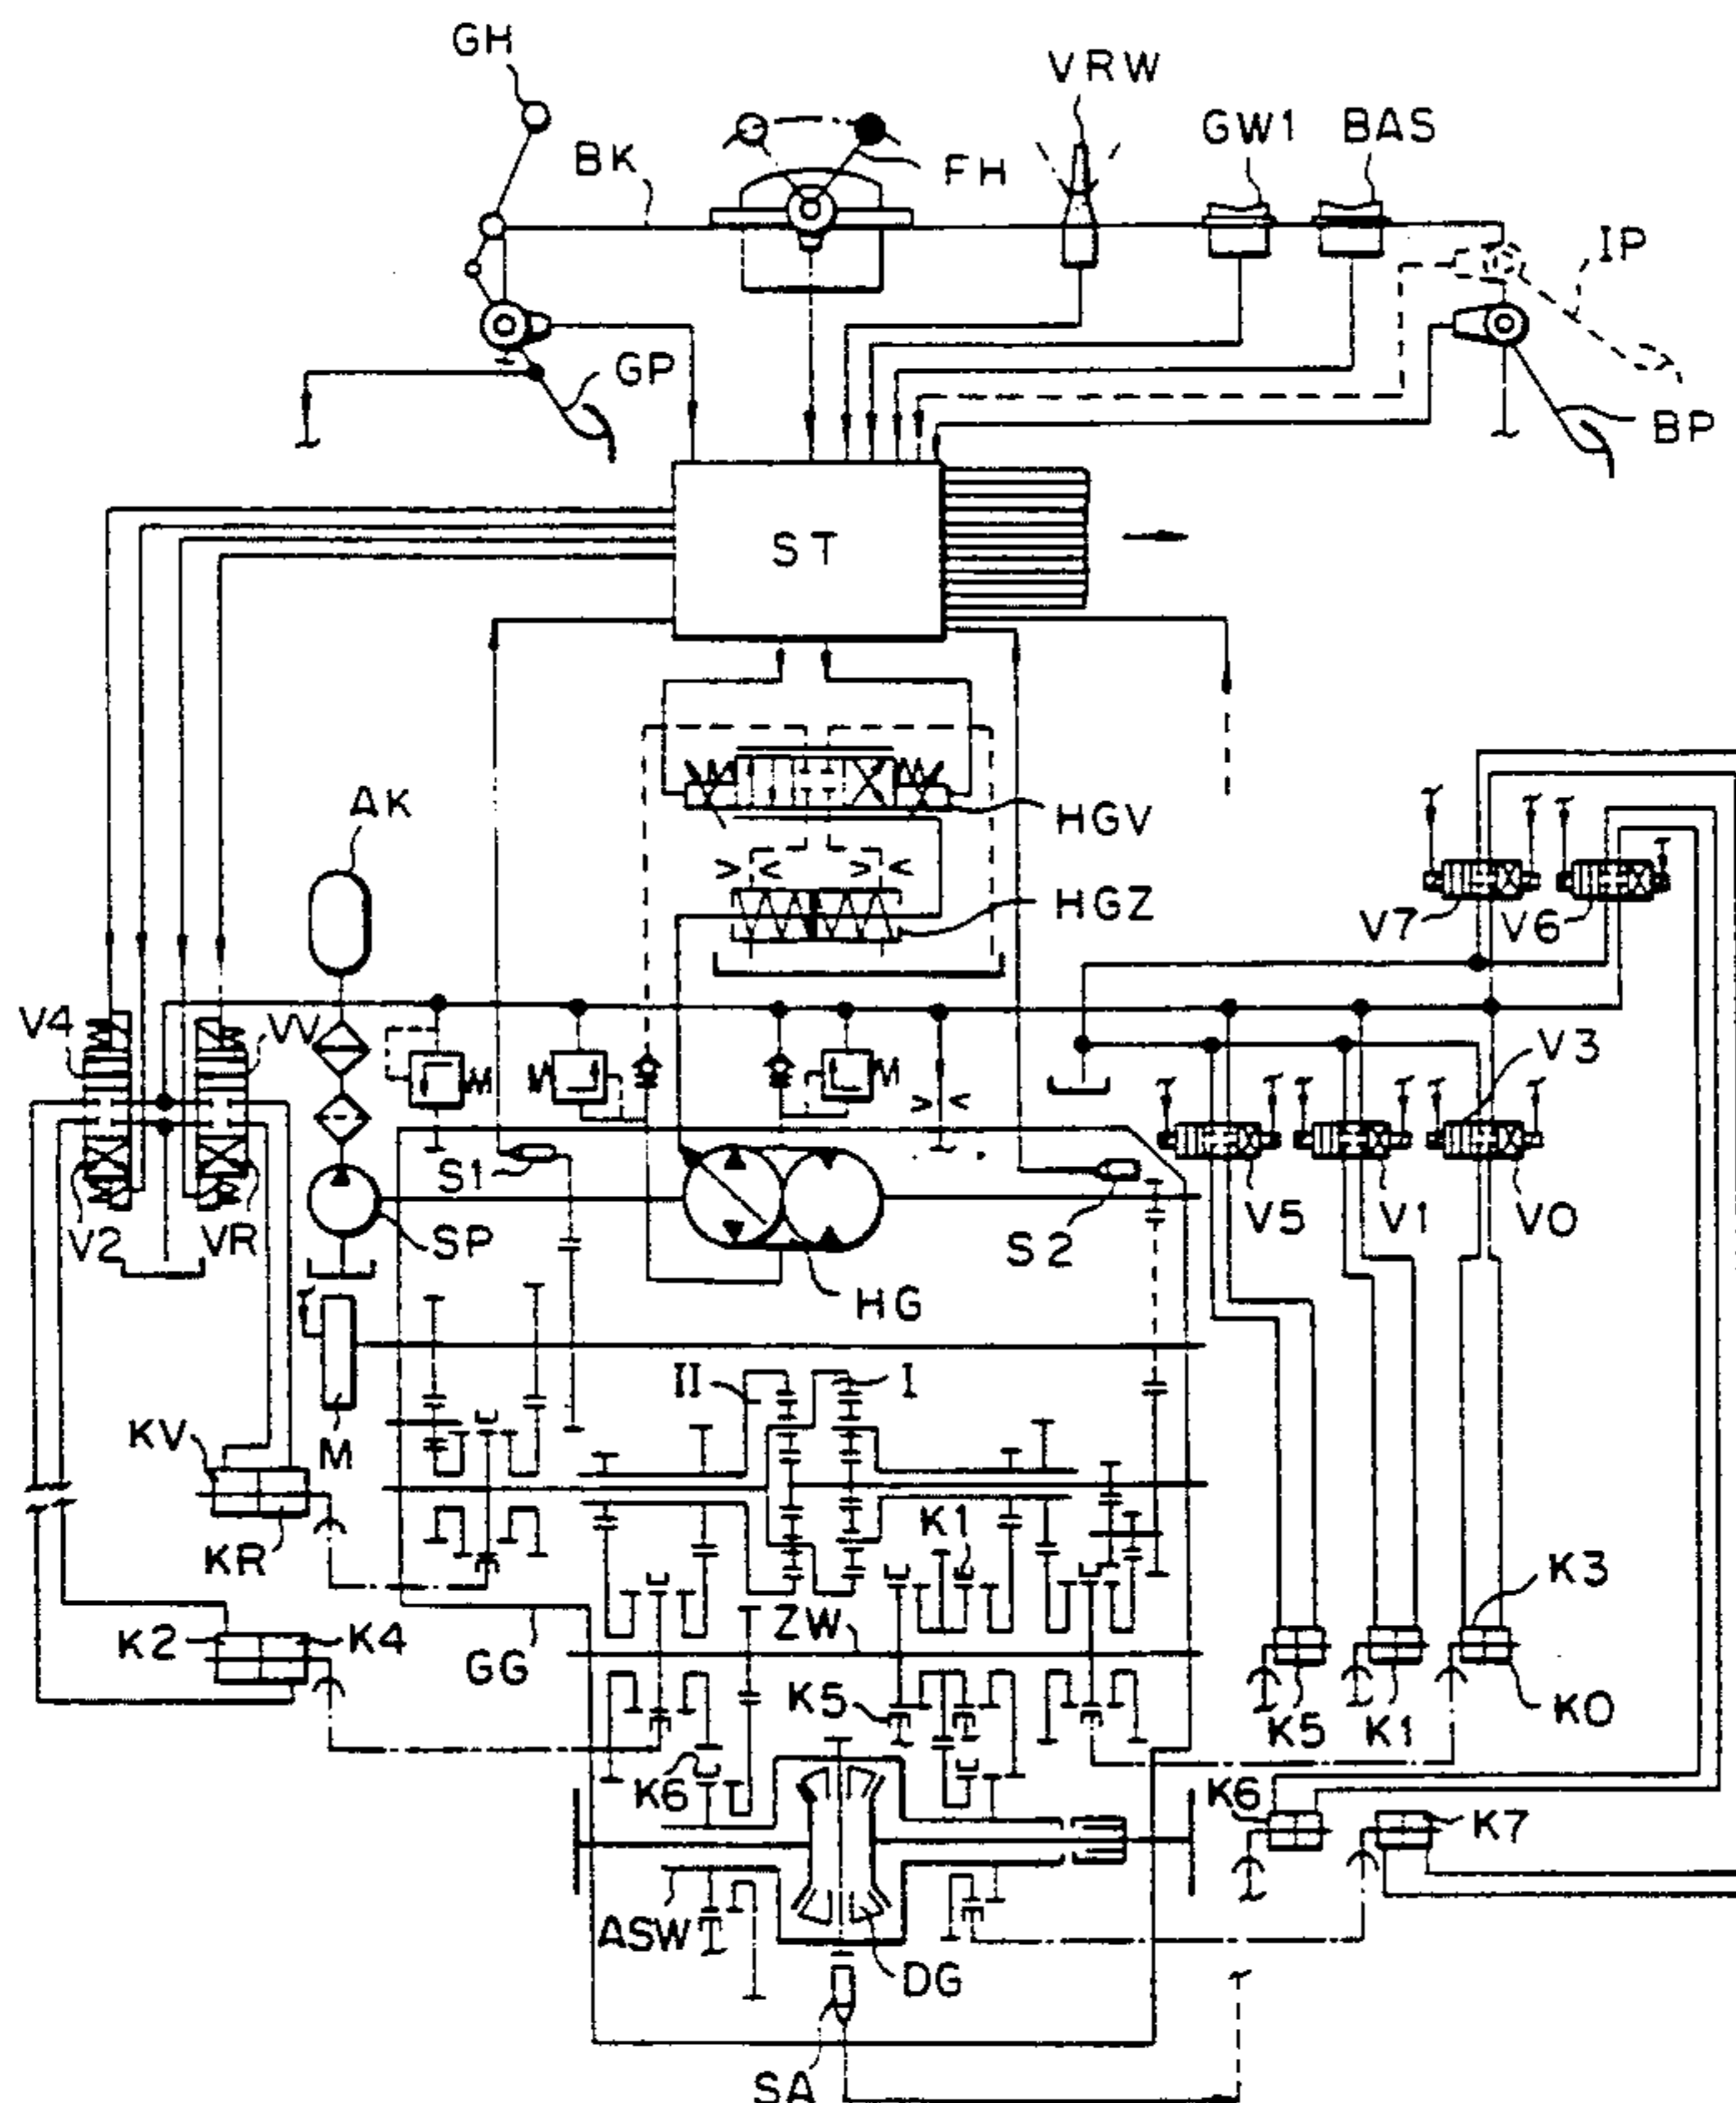 GH
VRW
GW1
BAS
BK
FH
IP
GP
BP
ST
AK
HGV
HGZ
V7
V6
V4
VV
V3
S1
V2
VR
SP
S2
V5
V1
V0
HG
II
I
KV
M
KR
K1
K3
ZW
K2
K4
GG
K5
K5
K1
K0
K6
K6
K7
ASW
DG
SA